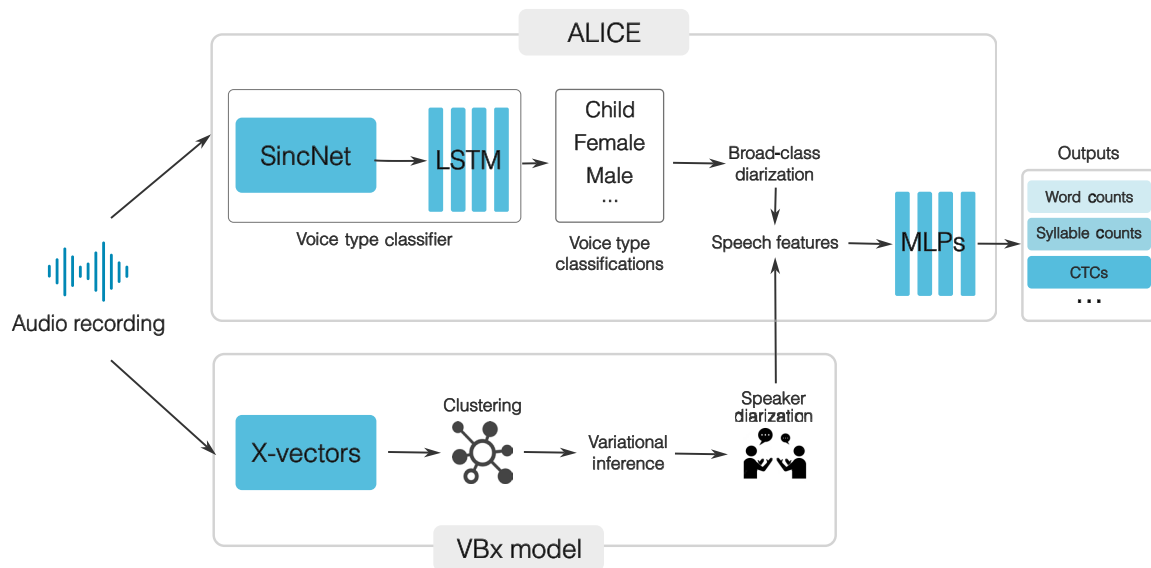 ALICE
SincNet
LSTM
Voice type classifier
Child
Female
Male
...
Voice type
classifications
Broad-class
diarization
Speech features
MLPs
Outputs
Word counts
Syllable counts
CTCs
...
Audio recording
X-vectors
Clustering
Variational
inference
Speaker
diarization
VBx model